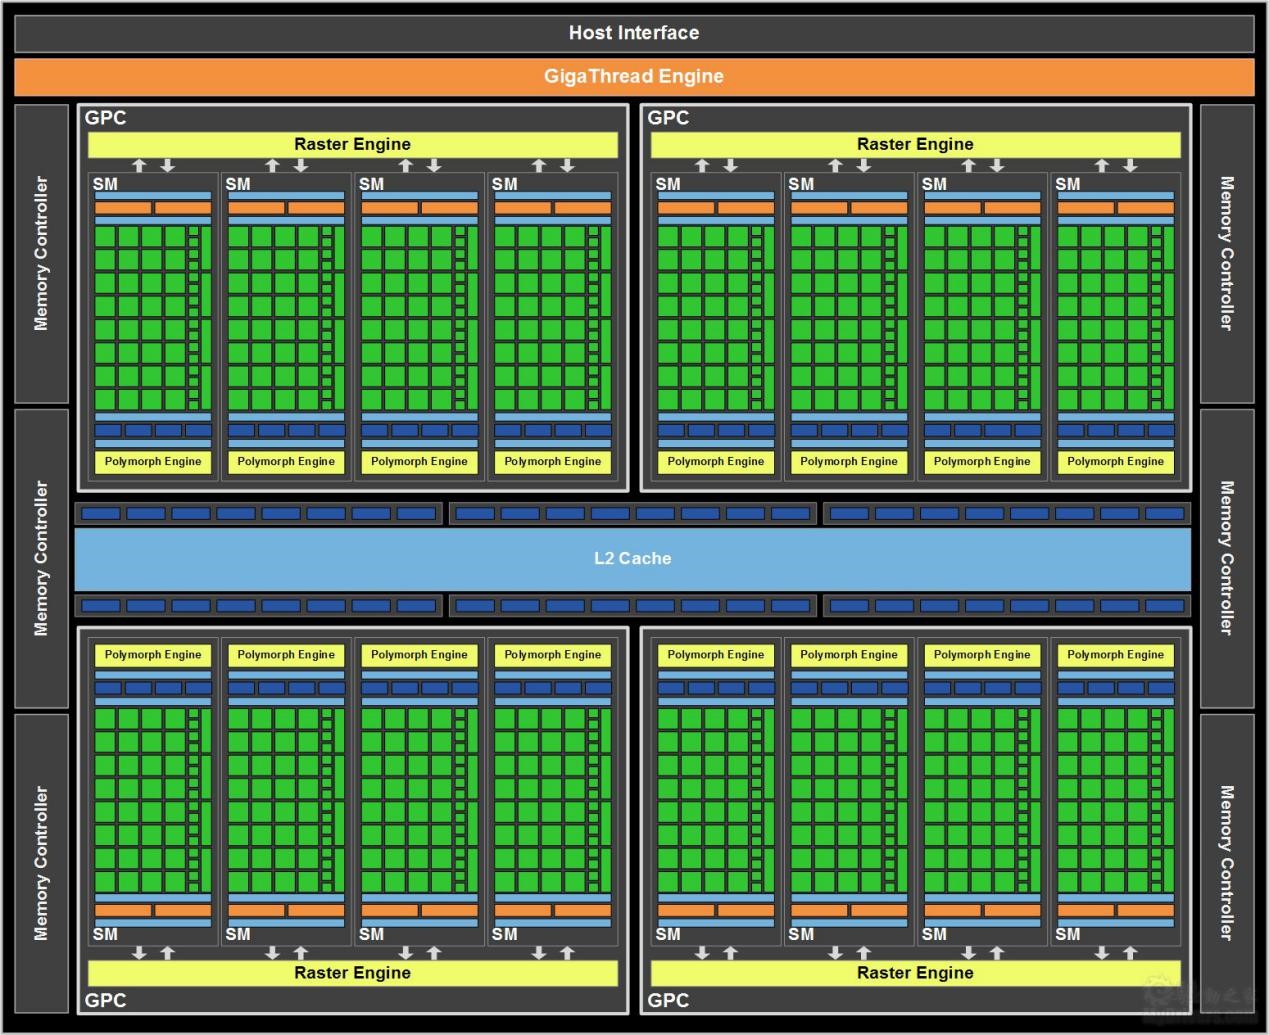 Host Interface
GigaThread Engine
GPC
GPC
Raster Engine
Raster Engine
SM
SM
SM
SM
SM
SM
SM
SM
Memory Controller
Memory Controller
Polymorph Engine
Polymorph Engine
Polymorph Engine
Polymorph Engine
Polymorph Engine
Polymorph Engine
Polymorph Engine
Polymorph Engine
Memory Controller
L2 Cache
Memory Controller
Polymorph Engine
Polymorph Engine
Polymorph Engine
Polymorph Engine
Polymorph Engine
Polymorph Engine
Polymorph Engine
Polymorph Engine
Memory Controller
Memory Controller
SM
SM
SM
SM
SM
SM
SM
SM
Raster Engine
Raster Engine
GPC
GPC